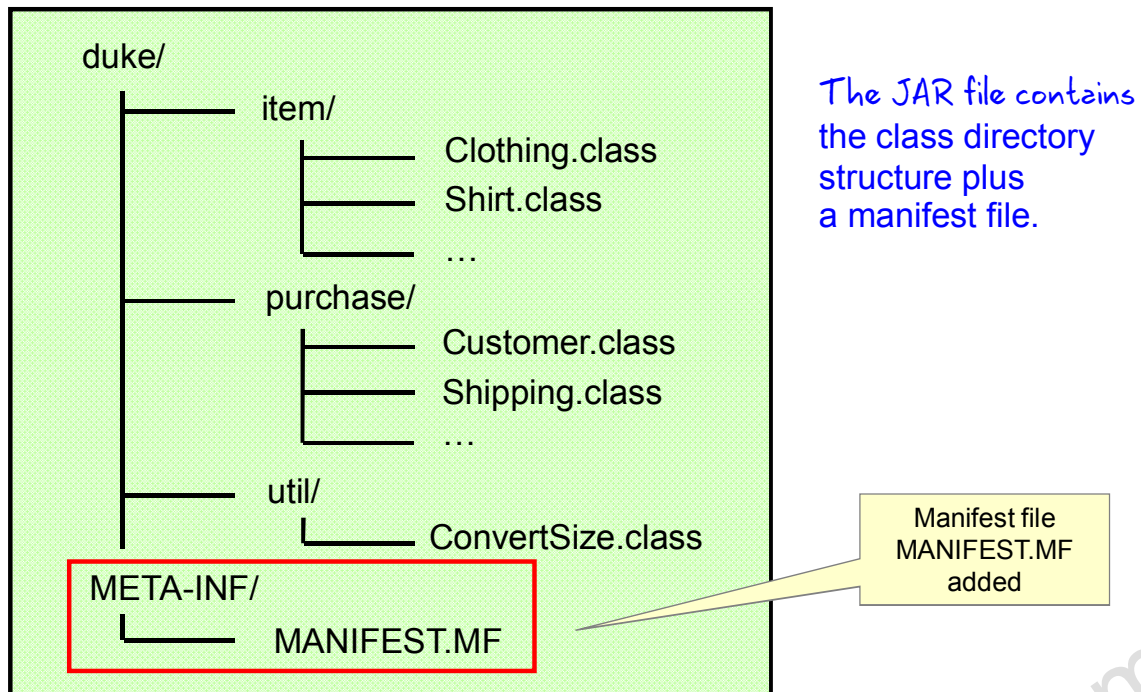 duke/
item/
Clothing.class
Shirt.class
…
purchase/
Customer.class
Shipping.class
…
util/
ConvertSize.class
META-INF/
MANIFEST.MF
The JAR file contains
the class directory
structure plus
a manifest file.
Manifest file
MANIFEST.MF
added